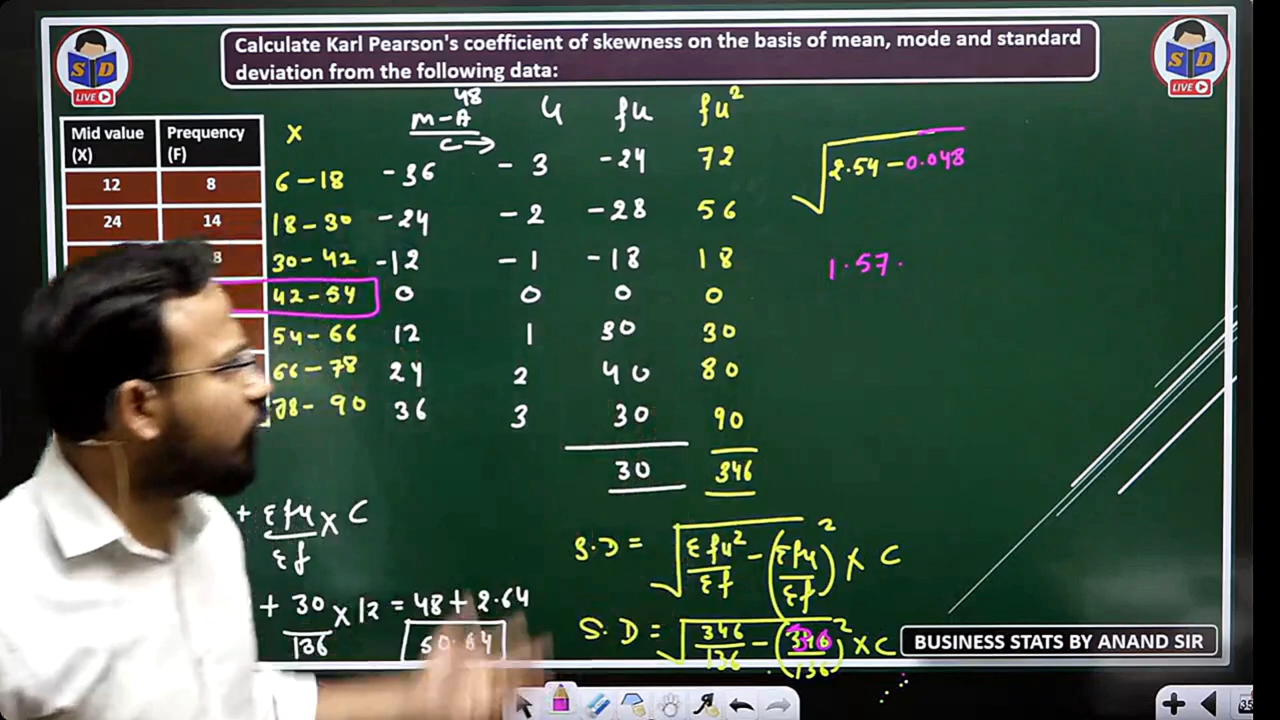 Calculate Karl Pearson's coefficient of skewness on the basis of mean, mode and standard
deviation from the following data:
S D
LIVE
S D
LIVE
Mid value (X) Prequency (F) X m-A48 / C → u fu fu²
12 8 6-18 -36 -3 -24 72
24 14 18-30 -24 -2 -28 56
8 30-42 -12 -1 -18 18
42-54 0 0 0 0
54-66 12 1 30 30
66-78 24 2 40 80
78-90 36 3 30 90
30 346
√2.54-0.048
1.57.
+ Σfu/Σf × C
+ 30/136 × 12 = 48+2.64
50.64
S.D = √Σfu²/Σf - (Σfu/Σf)² × C
S.D = √346/136 - (346/136)² × C
BUSINESS STATS BY ANAND SIR